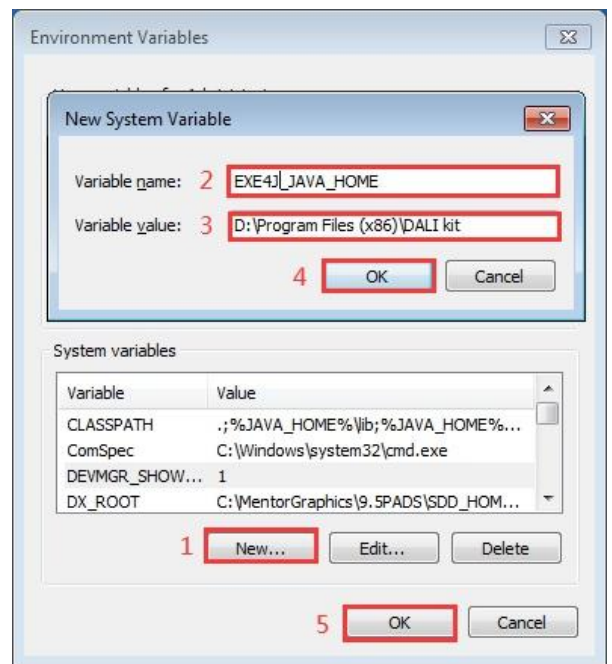 Environment Variables
New System Variable
Variable name: 2 EXE4J_JAVA_HOME
Variable value: 3 D:\Program Files (x86)\DALI kit
4 OK Cancel
System variables
Variable Value
CLASSPATH .;%JAVA_HOME%\lib;%JAVA_HOME%...
ComSpec C:\Windows\system32\cmd.exe
DEVMGR_SHOW... 1
DX_ROOT C:\MentorGraphics\9.5PADS\SDD_HOM...
1 New... Edit... Delete
5 OK Cancel